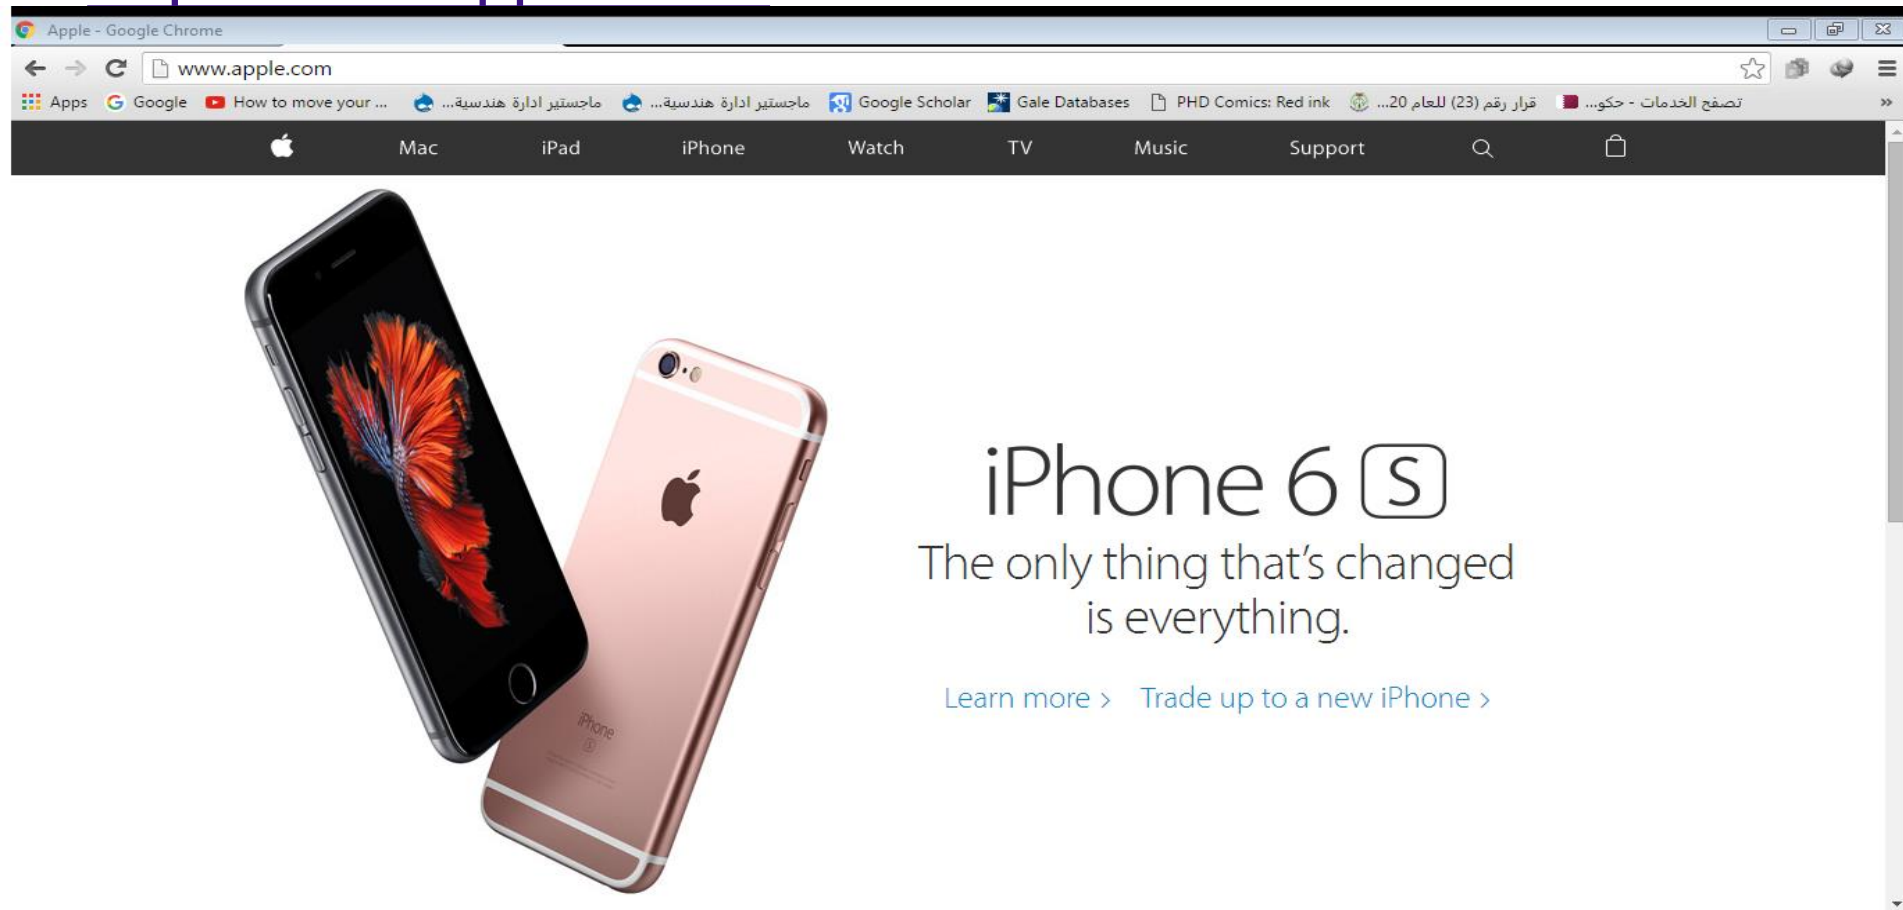 Apple - Google Chrome
www.apple.com
Apps Google How to move your ... ماجستير ادارة هندسية... ماجستير ادارة هندسية... ماجستير ادارة هندسية Google Scholar Gale Databases PHD Comics: Red ink قرار رقم (23) للعام 20... تصفح الخدمات - حكو... »
Mac iPad iPhone Watch TV Music Support
iPhone 6 S
The only thing that's changed
is everything.
Learn more > Trade up to a new iPhone >
iPhone
S